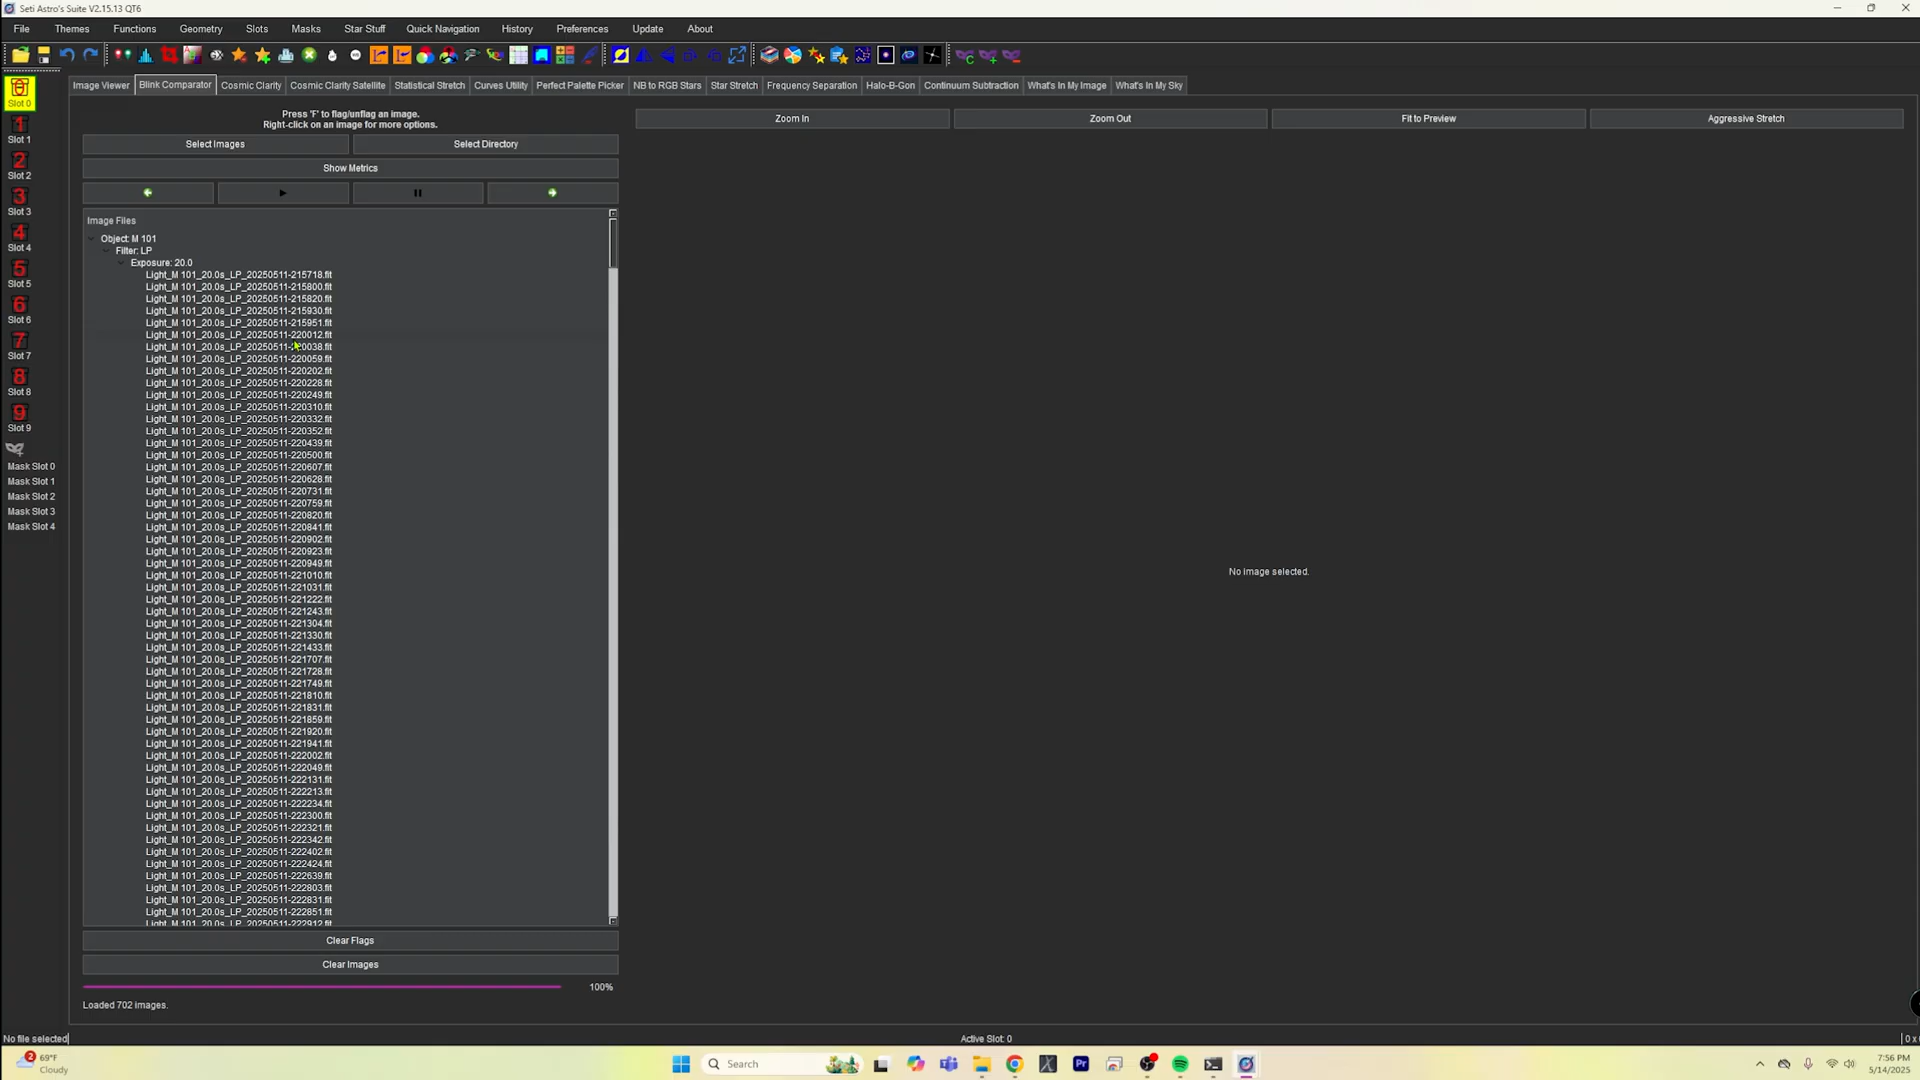 Seti Astro's Suite V2.15.13 QT6
File Themes Functions Geometry Slots Masks Star Stuff Quick Navigation History Preferences Update About
Slot 0
Slot 1
Slot 2
Slot 3
Slot 4
Slot 5
Slot 6
Slot 7
Slot 8
Slot 9
Mask Slot 0
Mask Slot 1
Mask Slot 2
Mask Slot 3
Mask Slot 4
Image Viewer Blink Comparator Cosmic Clarity Cosmic Clarity Satellite Statistical Stretch Curves Utility Perfect Palette Picker NB to RGB Stars Star Stretch Frequency Separation Halo-B-Gon Continuum Subtraction What's In My Image What's In My Sky
Press 'F' to flag/unflag an image.
Right-click on an image for more options.
Select Images Select Directory
Show Metrics
Image Files
Object: M 101
Filter: LP
Exposure: 20.0
Light_M 101_20.0s_LP_20250511-215718.fit
Light_M 101_20.0s_LP_20250511-215800.fit
Light_M 101_20.0s_LP_20250511-215820.fit
Light_M 101_20.0s_LP_20250511-215930.fit
Light_M 101_20.0s_LP_20250511-215951.fit
Light_M 101_20.0s_LP_20250511-220012.fit
Light_M 101_20.0s_LP_20250511-220038.fit
Light_M 101_20.0s_LP_20250511-220059.fit
Light_M 101_20.0s_LP_20250511-220202.fit
Light_M 101_20.0s_LP_20250511-220228.fit
Light_M 101_20.0s_LP_20250511-220249.fit
Light_M 101_20.0s_LP_20250511-220310.fit
Light_M 101_20.0s_LP_20250511-220332.fit
Light_M 101_20.0s_LP_20250511-220352.fit
Light_M 101_20.0s_LP_20250511-220439.fit
Light_M 101_20.0s_LP_20250511-220500.fit
Light_M 101_20.0s_LP_20250511-220607.fit
Light_M 101_20.0s_LP_20250511-220628.fit
Light_M 101_20.0s_LP_20250511-220731.fit
Light_M 101_20.0s_LP_20250511-220759.fit
Light_M 101_20.0s_LP_20250511-220820.fit
Light_M 101_20.0s_LP_20250511-220841.fit
Light_M 101_20.0s_LP_20250511-220902.fit
Light_M 101_20.0s_LP_20250511-220923.fit
Light_M 101_20.0s_LP_20250511-220949.fit
Light_M 101_20.0s_LP_20250511-221010.fit
Light_M 101_20.0s_LP_20250511-221031.fit
Light_M 101_20.0s_LP_20250511-221222.fit
Light_M 101_20.0s_LP_20250511-221243.fit
Light_M 101_20.0s_LP_20250511-221304.fit
Light_M 101_20.0s_LP_20250511-221330.fit
Light_M 101_20.0s_LP_20250511-221433.fit
Light_M 101_20.0s_LP_20250511-221707.fit
Light_M 101_20.0s_LP_20250511-221728.fit
Light_M 101_20.0s_LP_20250511-221749.fit
Light_M 101_20.0s_LP_20250511-221810.fit
Light_M 101_20.0s_LP_20250511-221831.fit
Light_M 101_20.0s_LP_20250511-221859.fit
Light_M 101_20.0s_LP_20250511-221920.fit
Light_M 101_20.0s_LP_20250511-221941.fit
Light_M 101_20.0s_LP_20250511-222002.fit
Light_M 101_20.0s_LP_20250511-222049.fit
Light_M 101_20.0s_LP_20250511-222131.fit
Light_M 101_20.0s_LP_20250511-222213.fit
Light_M 101_20.0s_LP_20250511-222234.fit
Light_M 101_20.0s_LP_20250511-222300.fit
Light_M 101_20.0s_LP_20250511-222321.fit
Light_M 101_20.0s_LP_20250511-222342.fit
Light_M 101_20.0s_LP_20250511-222402.fit
Light_M 101_20.0s_LP_20250511-222424.fit
Light_M 101_20.0s_LP_20250511-222639.fit
Light_M 101_20.0s_LP_20250511-222803.fit
Light_M 101_20.0s_LP_20250511-222831.fit
Light_M 101_20.0s_LP_20250511-222851.fit
Light_M 101_20.0s_LP_20250511-222912.fit
Clear Flags
Clear Images
100%
Loaded 702 images.
Zoom In Zoom Out Fit to Preview Aggressive Stretch
No image selected.
No file selected Active Slot: 0 0 x
2 69°F
Cloudy
Search
7:56 PM
5/14/2025